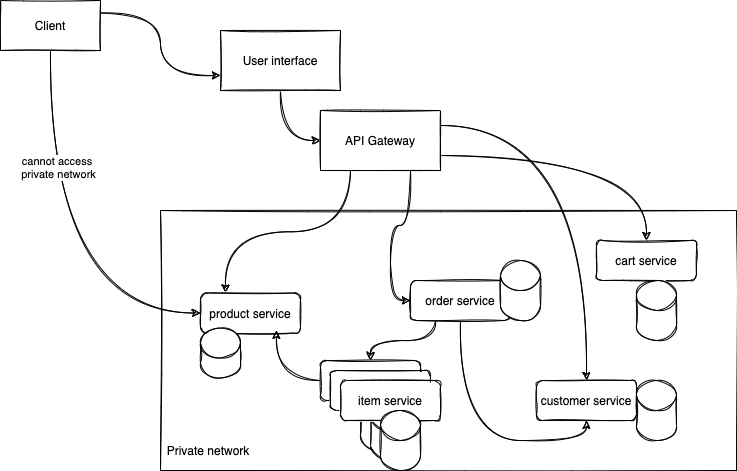 Client
User interface
API Gateway
cannot access
private network
cart service
product service
order service
item service
customer service
Private network